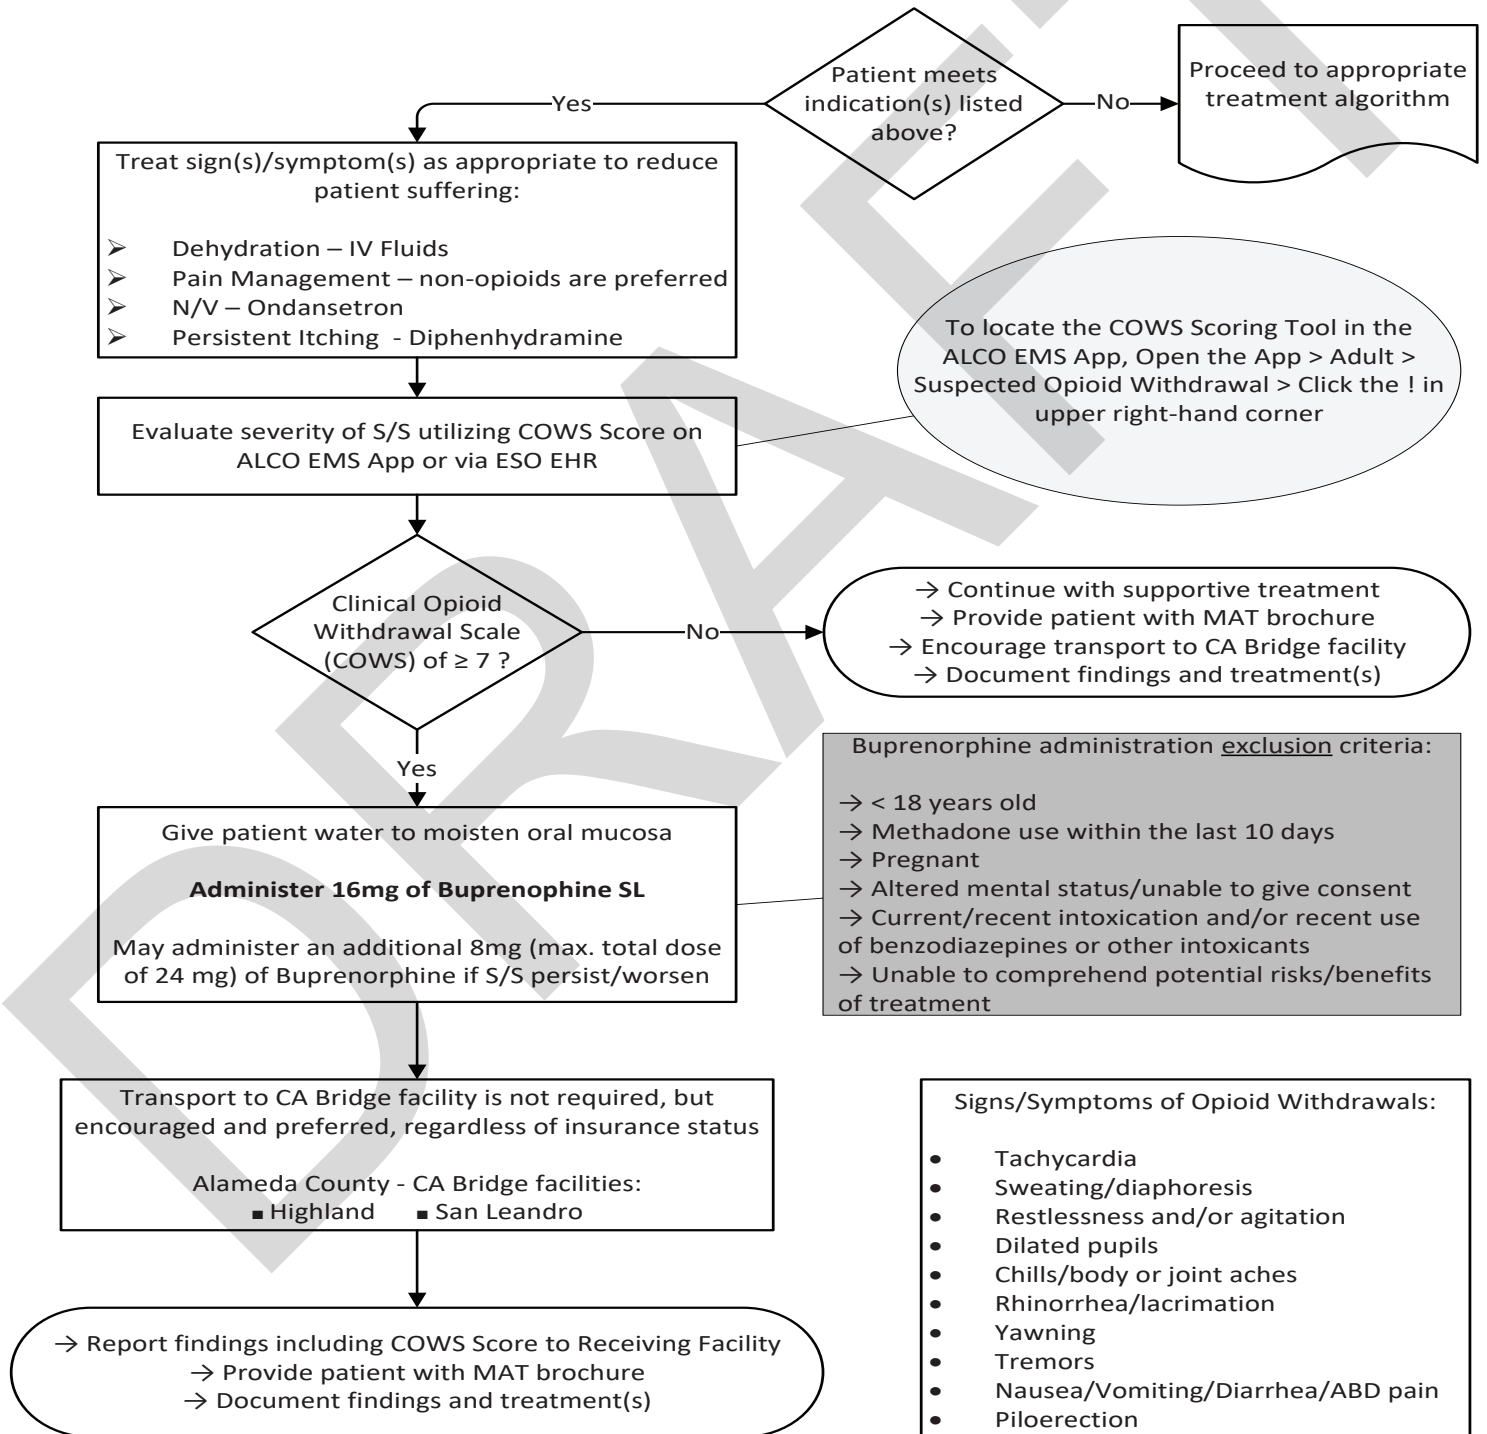 Patient meets
indication(s) listed
above?
Yes
No
Proceed to appropriate
treatment algorithm
Treat sign(s)/symptom(s) as appropriate to reduce
patient suffering:
➢ Dehydration – IV Fluids
➢ Pain Management – non-opioids are preferred
➢ N/V – Ondansetron
➢ Persistent Itching - Diphenhydramine
To locate the COWS Scoring Tool in the
ALCO EMS App, Open the App > Adult >
Suspected Opioid Withdrawal > Click the ! in
upper right-hand corner
Evaluate severity of S/S utilizing COWS Score on
ALCO EMS App or via ESO EHR
Clinical Opioid
Withdrawal Scale
(COWS) of ≥ 7 ?
No
→ Continue with supportive treatment
→ Provide patient with MAT brochure
→ Encourage transport to CA Bridge facility
→ Document findings and treatment(s)
Yes
Give patient water to moisten oral mucosa
Administer 16mg of Buprenophine SL
May administer an additional 8mg (max. total dose
of 24 mg) of Buprenorphine if S/S persist/worsen
Buprenorphine administration exclusion criteria:
→ < 18 years old
→ Methadone use within the last 10 days
→ Pregnant
→ Altered mental status/unable to give consent
→ Current/recent intoxication and/or recent use
of benzodiazepines or other intoxicants
→ Unable to comprehend potential risks/benefits
of treatment
Transport to CA Bridge facility is not required, but
encouraged and preferred, regardless of insurance status
Alameda County - CA Bridge facilities:
▪ Highland ▪ San Leandro
→ Report findings including COWS Score to Receiving Facility
→ Provide patient with MAT brochure
→ Document findings and treatment(s)
Signs/Symptoms of Opioid Withdrawals:
• Tachycardia
• Sweating/diaphoresis
• Restlessness and/or agitation
• Dilated pupils
• Chills/body or joint aches
• Rhinorrhea/lacrimation
• Yawning
• Tremors
• Nausea/Vomiting/Diarrhea/ABD pain
• Piloerection
DRAFT